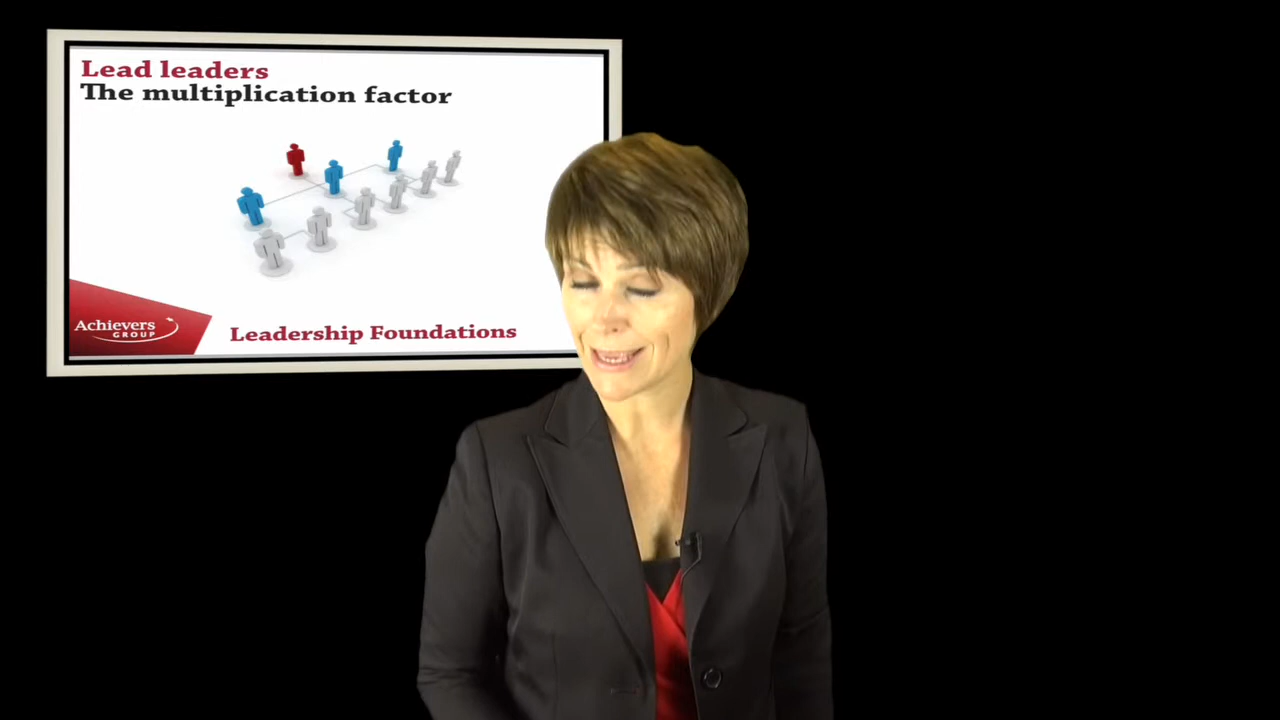 Lead leaders
The multiplication factor
Achievers
GROUP
Leadership Foundations